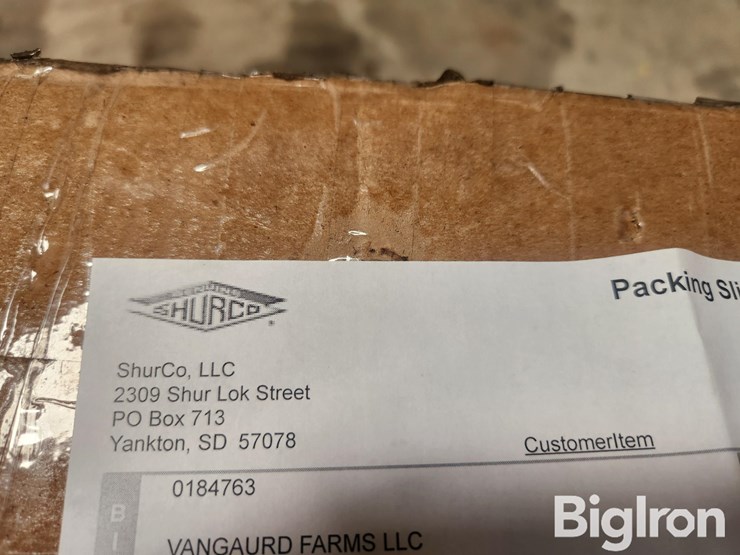 GENUINE
SHURCO
®
Packing Sli
ShurCo, LLC
2309 Shur Lok Street
PO Box 713
Yankton, SD 57078
CustomerItem
B
I
0184763
VANGAURD FARMS LLC
BigIron